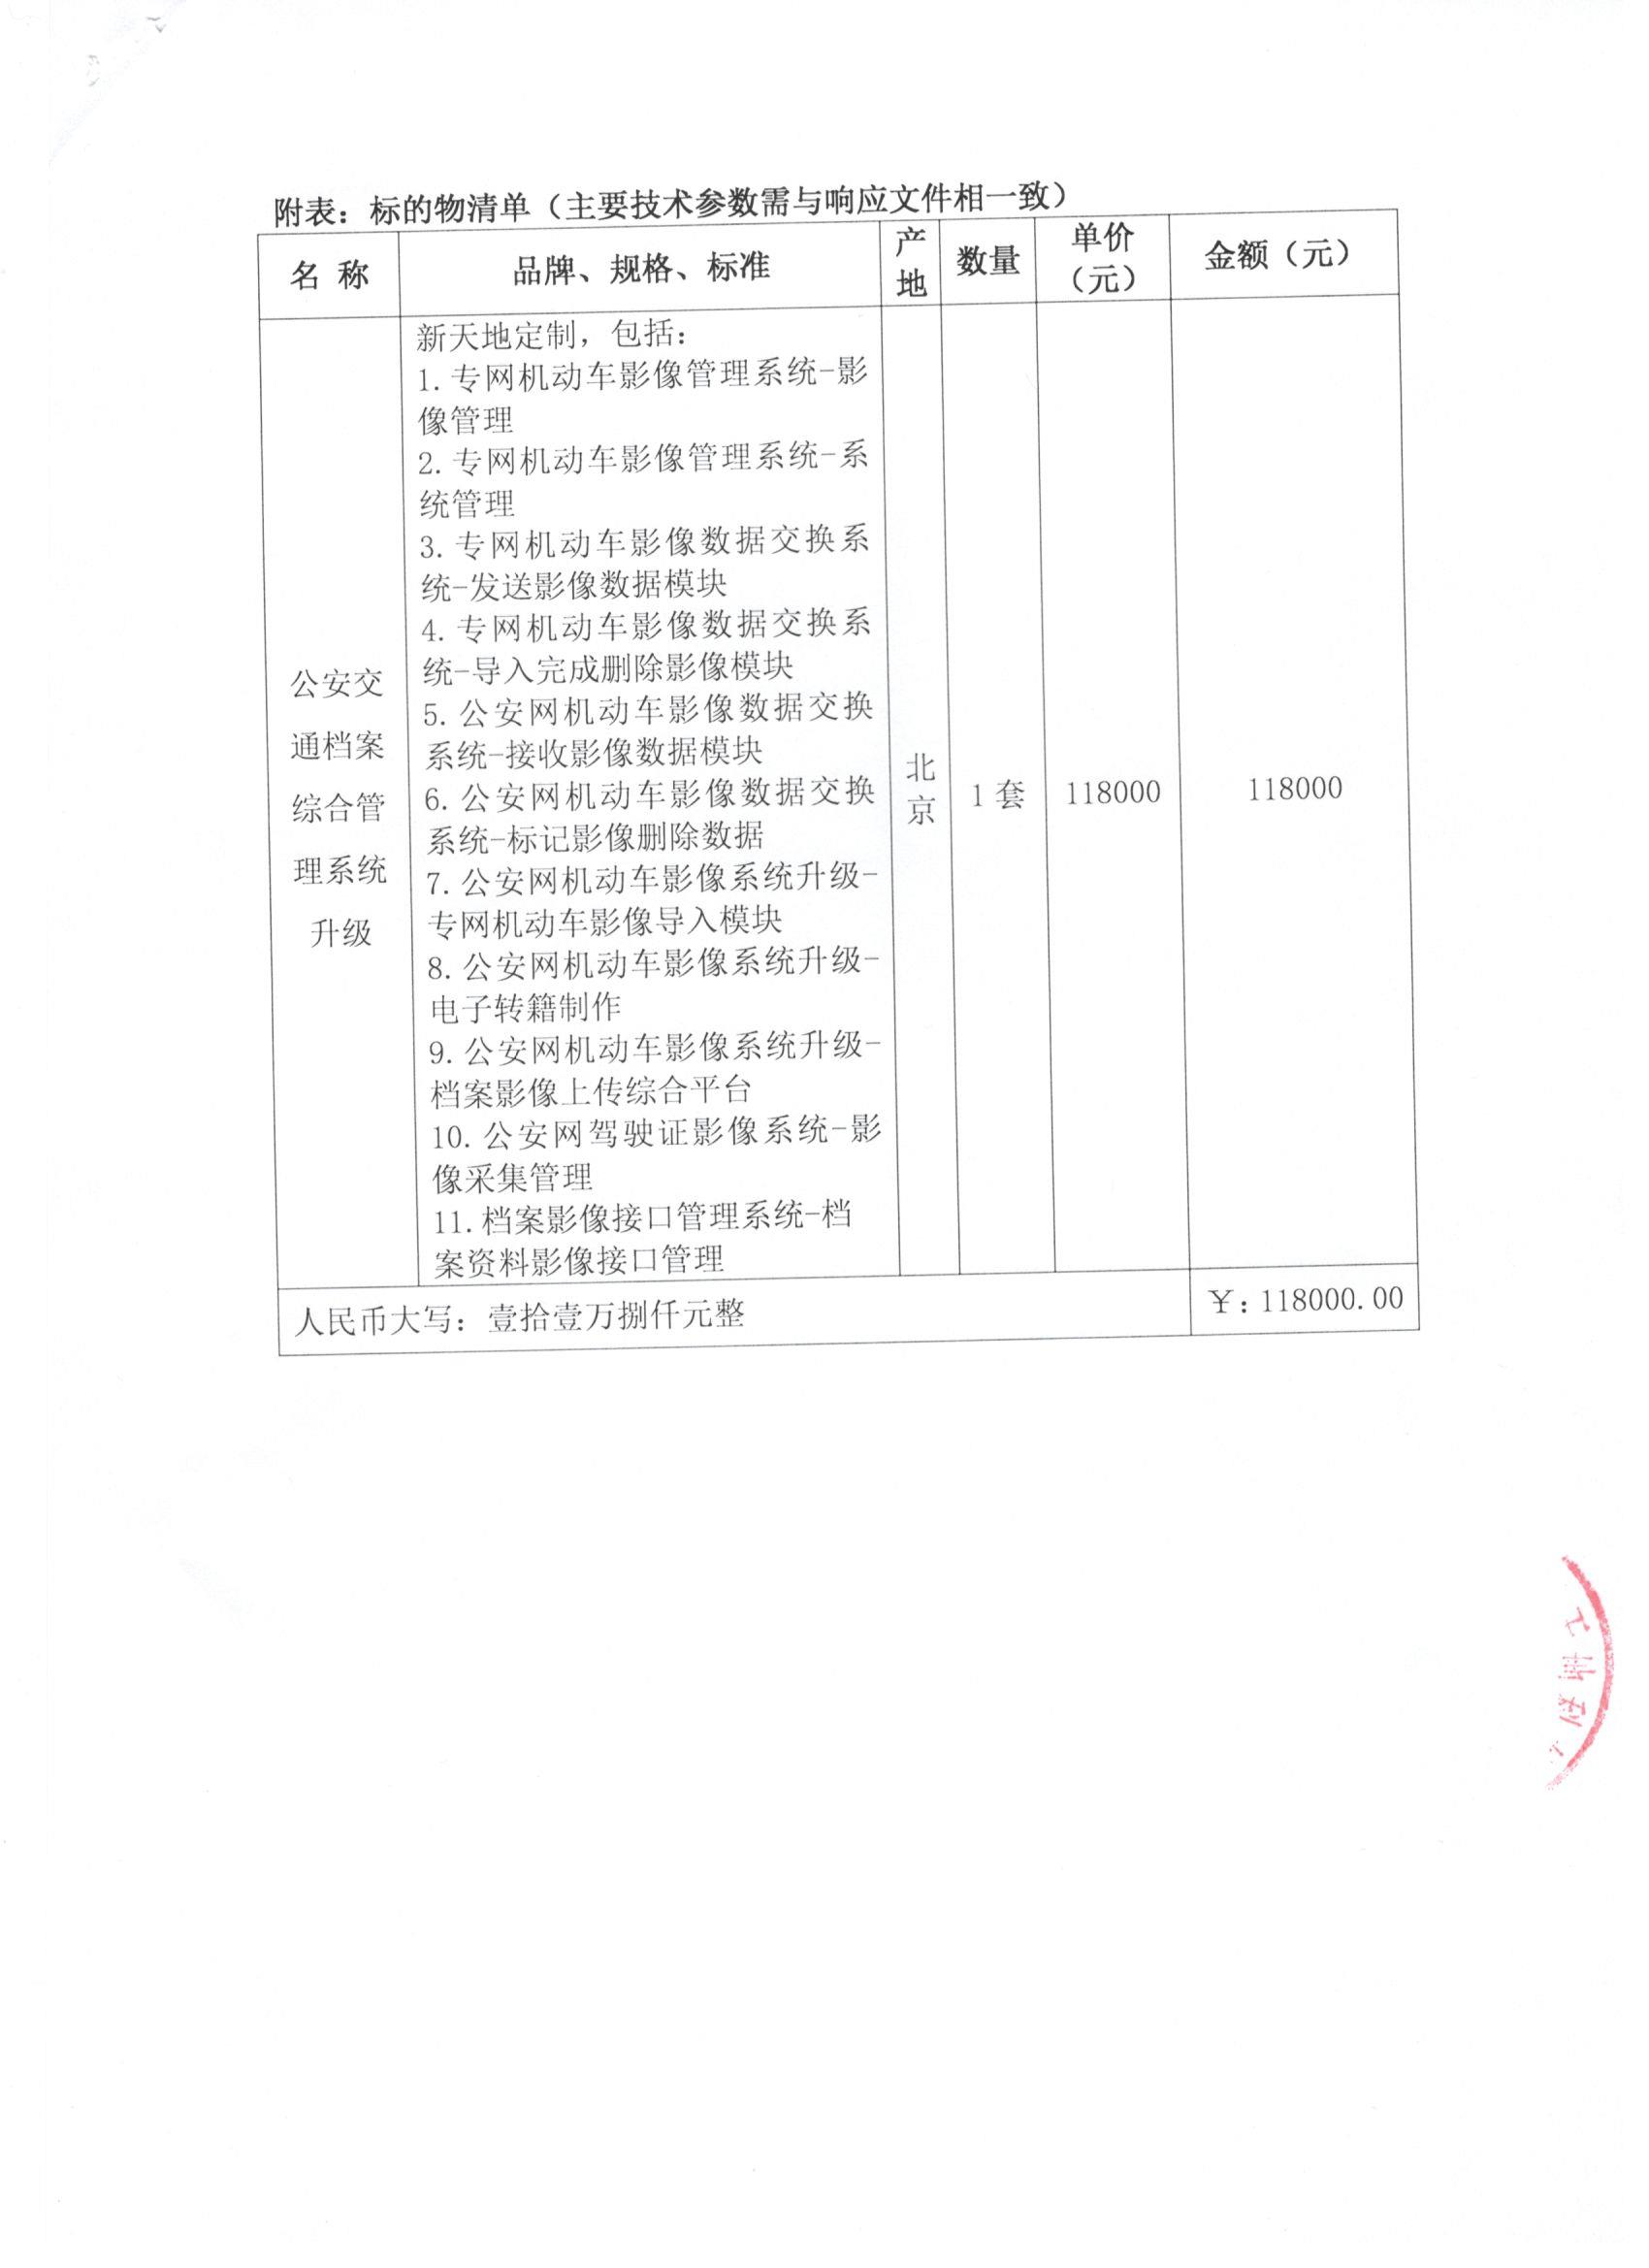 附表：标的物清单（主要技术参数需与响应文件相一致）
名 称
品牌、规格、标准
产
地
数量
单价
（元）
金额（元）
公安交
通档案
综合管
理系统
升级
新天地定制，包括：
1.专网机动车影像管理系统-影
像管理
2.专网机动车影像管理系统-系
统管理
3.专网机动车影像数据交换系
统-发送影像数据模块
4.专网机动车影像数据交换系
统-导入完成删除影像模块
5.公安网机动车影像数据交换
系统-接收影像数据模块
6.公安网机动车影像数据交换
系统-标记影像删除数据
7.公安网机动车影像系统升级-
专网机动车影像导入模块
8.公安网机动车影像系统升级-
电子转籍制作
9.公安网机动车影像系统升级-
档案影像上传综合平台
10.公安网驾驶证影像系统-影
像采集管理
11.档案影像接口管理系统-档
案资料影像接口管理
北
京
1 套
118000
118000
人民币大写：壹拾壹万捌仟元整
￥：118000.00